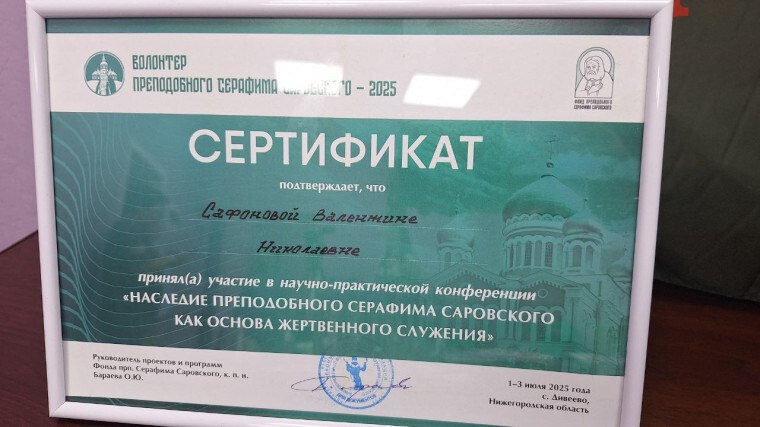 ВОЛОНТЕР
ПРЕПОДОБНОГО СЕРАФИМА САРОВСКОГО – 2025
ФОНД ПРЕПОДОБНОГО
СЕРАФИМА САРОВСКОГО
СЕРТИФИКАТ
подтверждает, что
Сафоновой Валентине
Николаевне
принял(а) участие в научно-практической конференции
«НАСЛЕДИЕ ПРЕПОДОБНОГО СЕРАФИМА САРОВСКОГО
КАК ОСНОВА ЖЕРТВЕННОГО СЛУЖЕНИЯ»
Руководитель проектов и программ
Фонда прп. Серафима Саровского, к. п. н.
Бараева О.Ю.
ДЛЯ ДОКУМЕНТОВ
1–3 июля 2025 года
с. Дивеево,
Нижегородская область